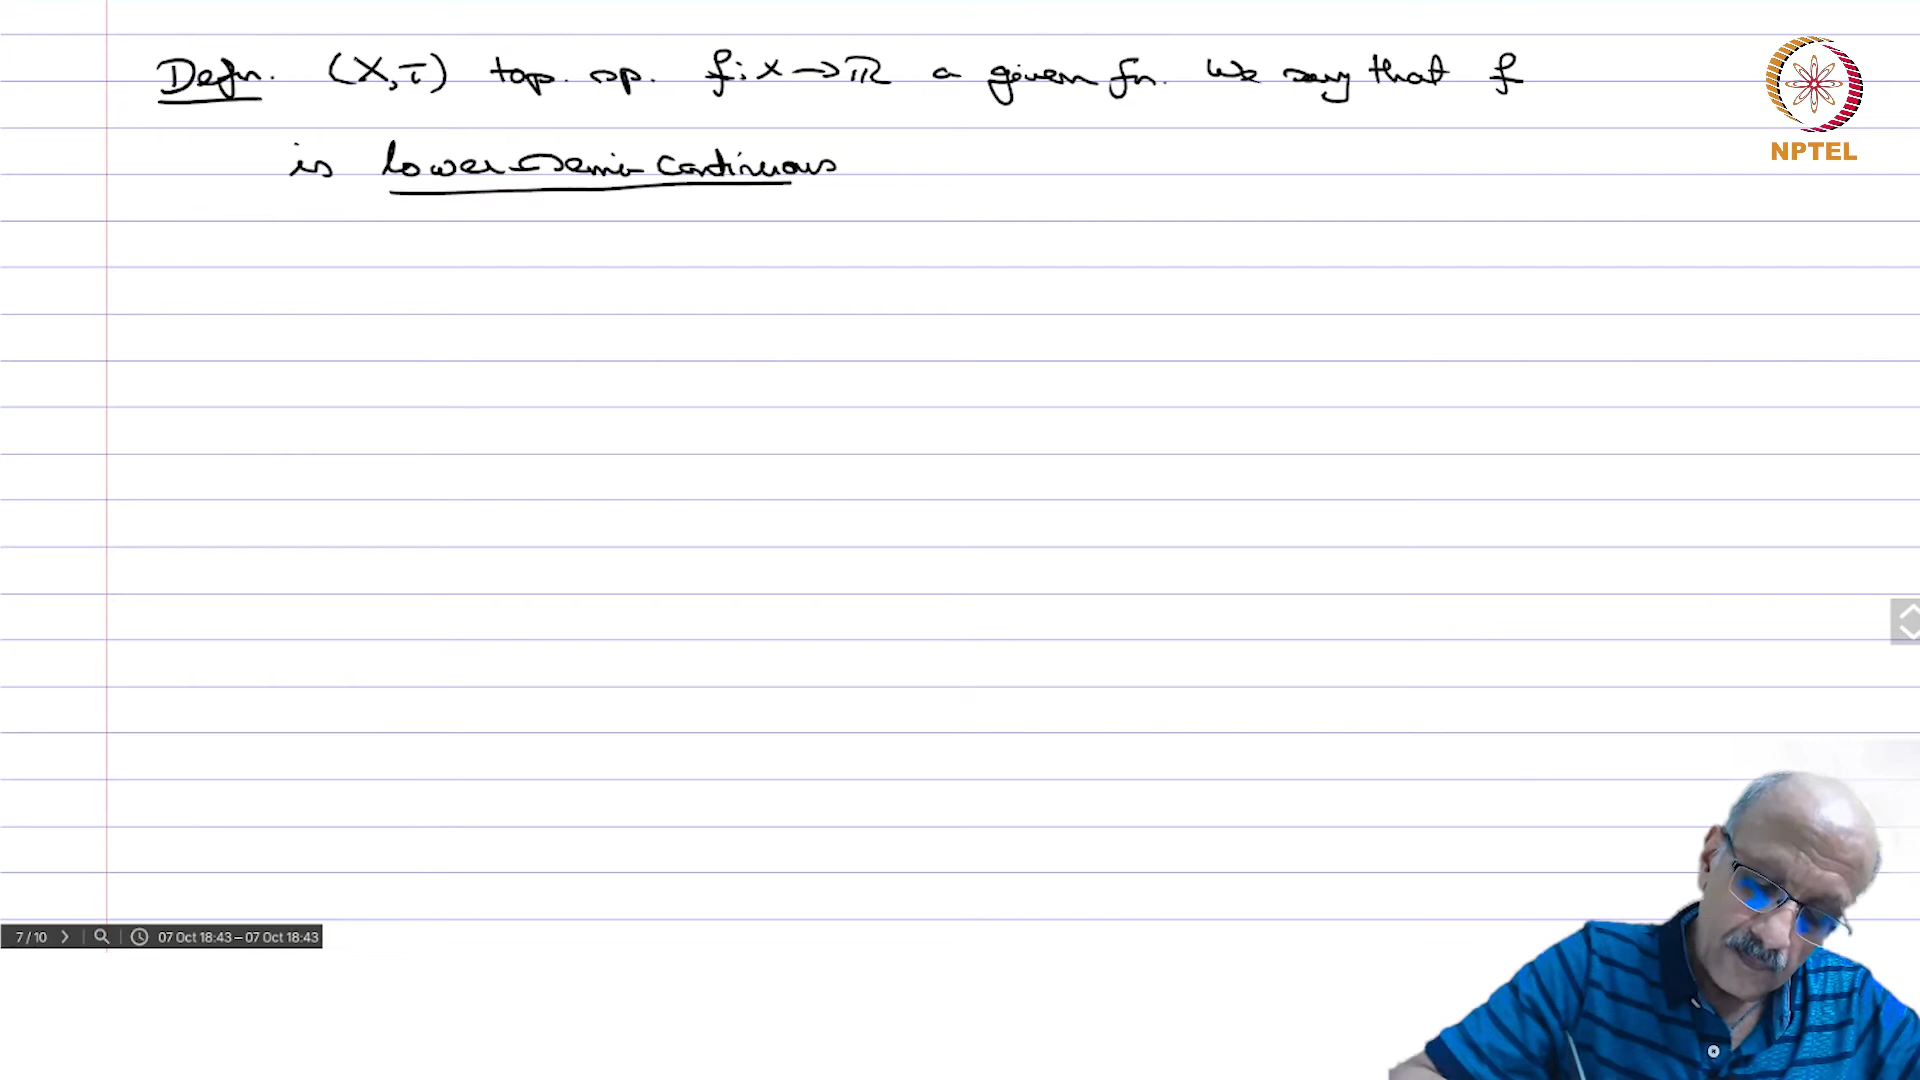 Defn. (X,τ) top. sp. f: X→ℝ a given fn. We say that f
is lower-semi-continuous
NPTEL
7 / 10 07 Oct 18:43 – 07 Oct 18:43